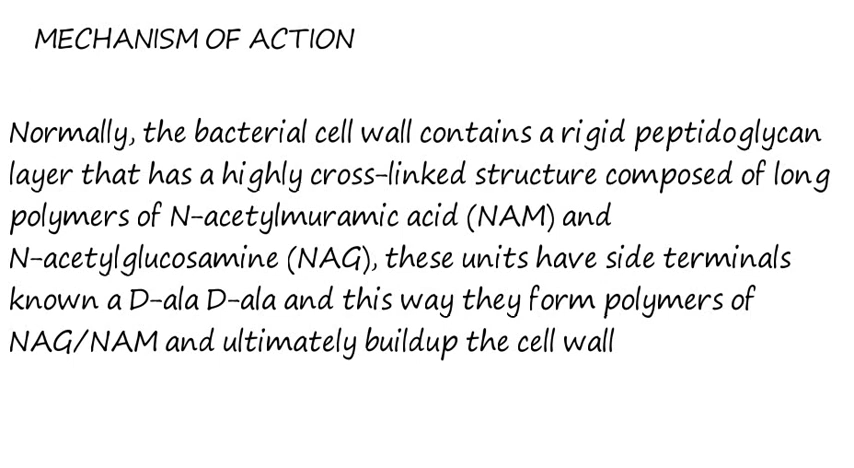 MECHANISM OF ACTION
Normally, the bacterial cell wall contains a rigid peptidoglycan
layer that has a highly cross-linked structure composed of long
polymers of N-acetylmuramic acid (NAM) and
N-acetylglucosamine (NAG), these units have side terminals
known a D-ala D-ala and this way they form polymers of
NAG/NAM and ultimately buildup the cell wall